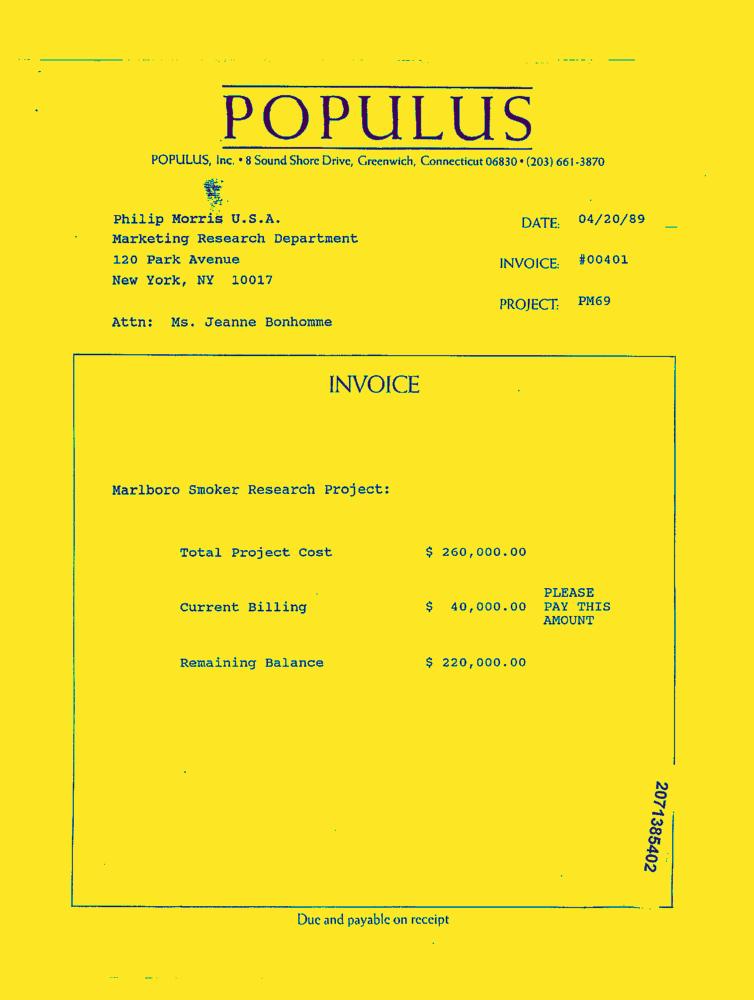 POPULUS
POPULUS, Inc. • 8 Sound Shore Drive, Greenwich, Connecticut 06830 • (203) 661-3870
Philip Morris U.S.A.
Marketing Research Department
120 Park Avenue
New York, NY 10017
Attn: Ms. Jeanne Bonhomme
DATE: 04/20/89
INVOICE: #00401
PROJECT: PM69
INVOICE
Marlboro Smoker Research Project:
Total Project Cost $ 260,000.00
Current Billing $ 40,000.00 PLEASE PAY THIS AMOUNT
Remaining Balance $ 220,000.00
2071385402
Due and payable on receipt